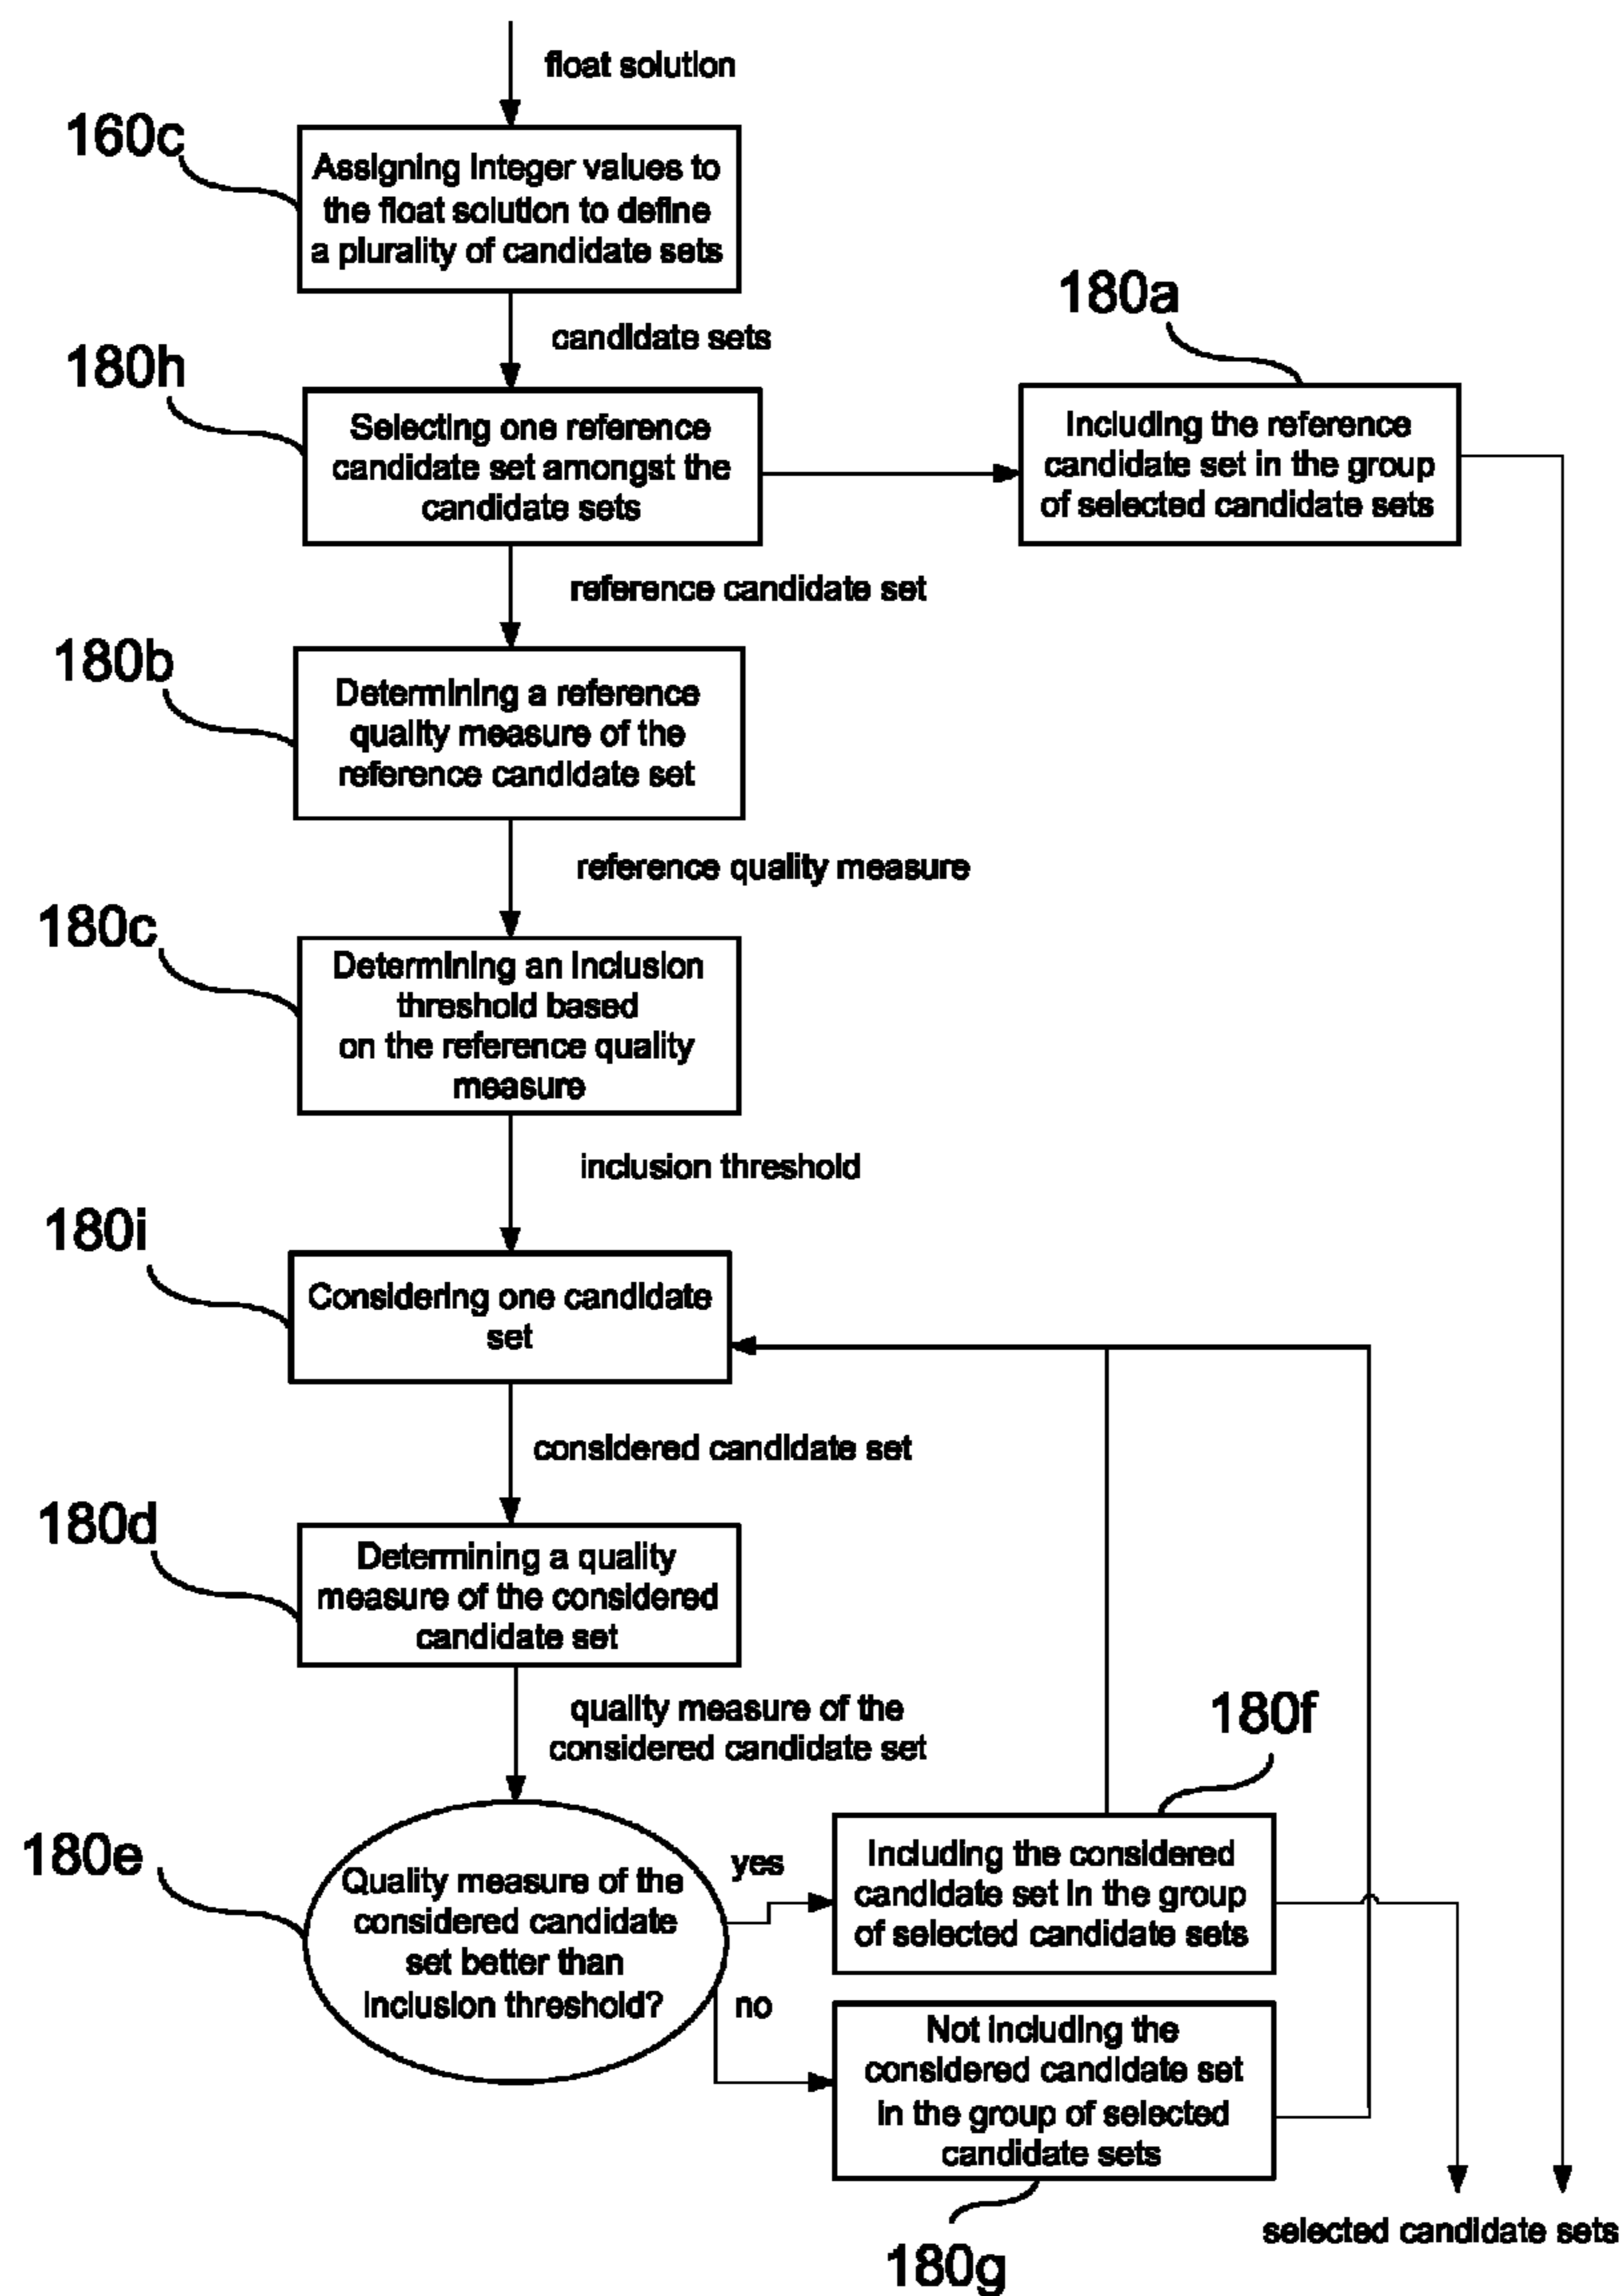 float solution
160c
Assigning integer values to
the float solution to define
a plurality of candidate sets
candidate sets
180h
Selecting one reference
candidate set amongst the
candidate sets
180a
Including the reference
candidate set in the group
of selected candidate sets
reference candidate set
180b
Determining a reference
quality measure of the
reference candidate set
reference quality measure
180c
Determining an inclusion
threshold based
on the reference quality
measure
inclusion threshold
180i
Considering one candidate
set
considered candidate set
180d
Determining a quality
measure of the considered
candidate set
quality measure of the
considered candidate set
180e
Quality measure of the
considered candidate
set better than
inclusion threshold?
yes
180f
Including the considered
candidate set in the group
of selected candidate sets
no
Not including the
considered candidate set
in the group of selected
candidate sets
180g
selected candidate sets